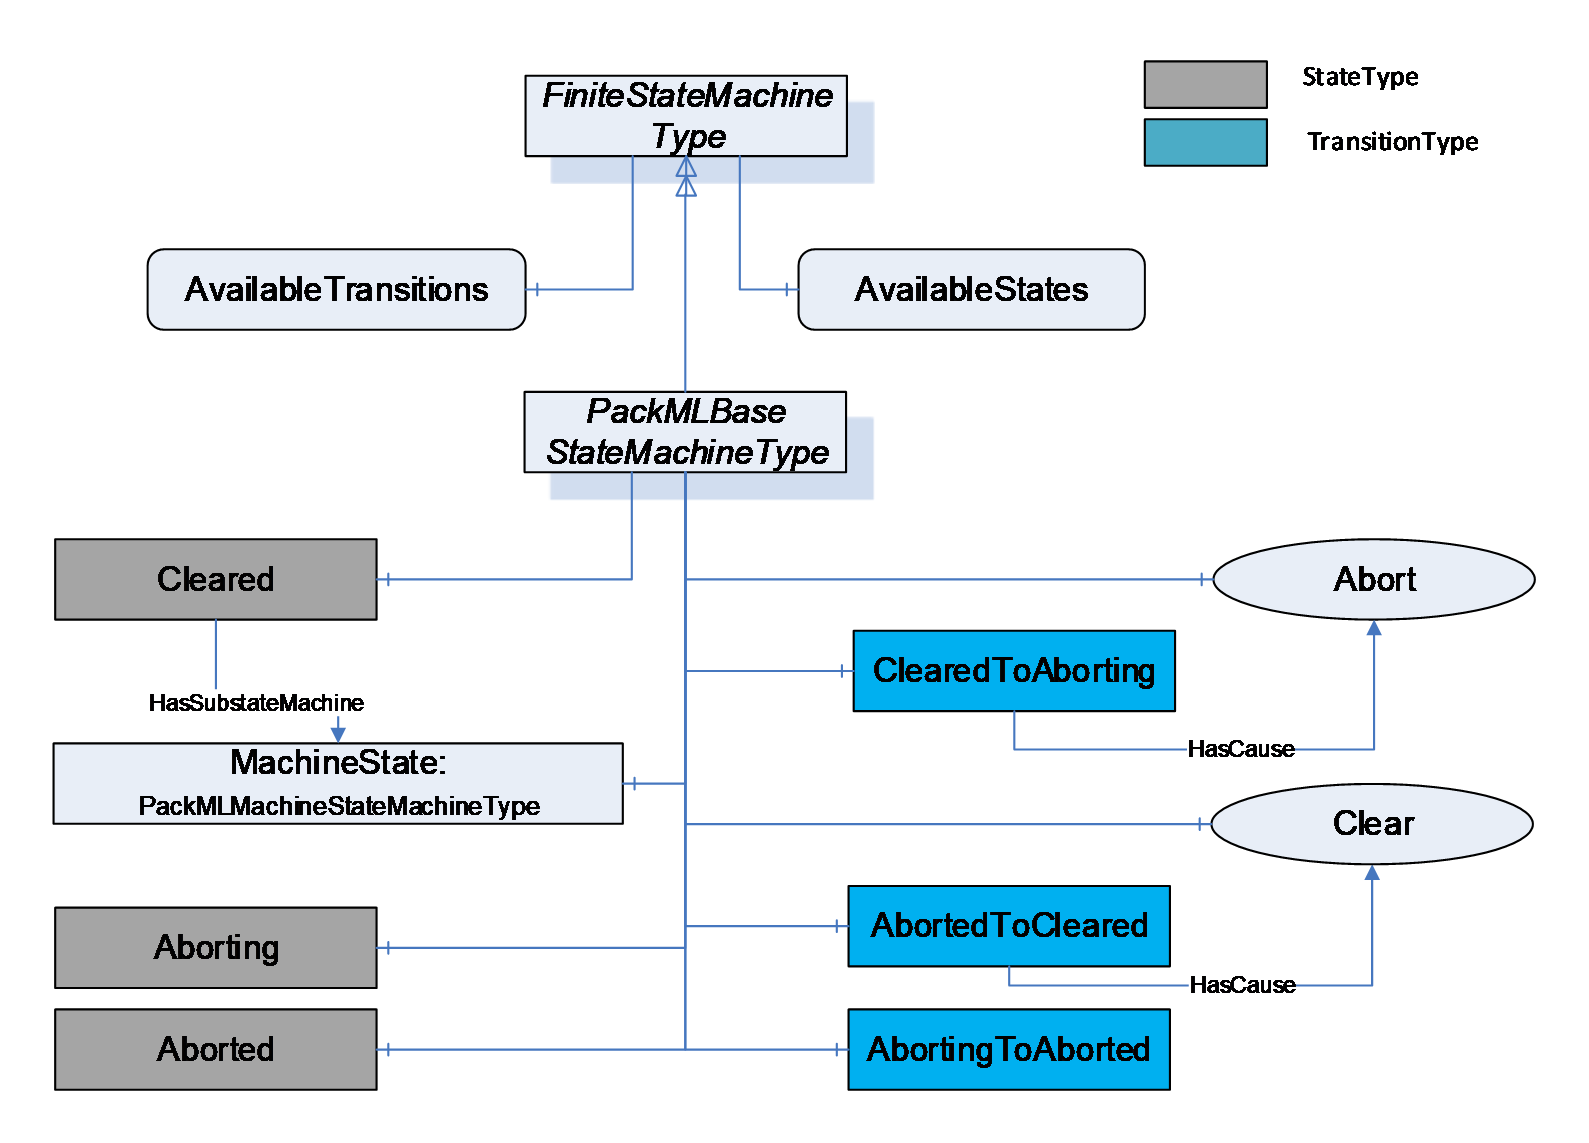 FiniteStateMachine
Type
StateType
TransitionType
AvailableTransitions
AvailableStates
PackMLBase
StateMachineType
Cleared
Abort
ClearedToAborting
HasSubstateMachine
HasCause
MachineState:
PackMLMachineStateMachineType
Clear
Aborting
AbortedToCleared
HasCause
Aborted
AbortingToAborted